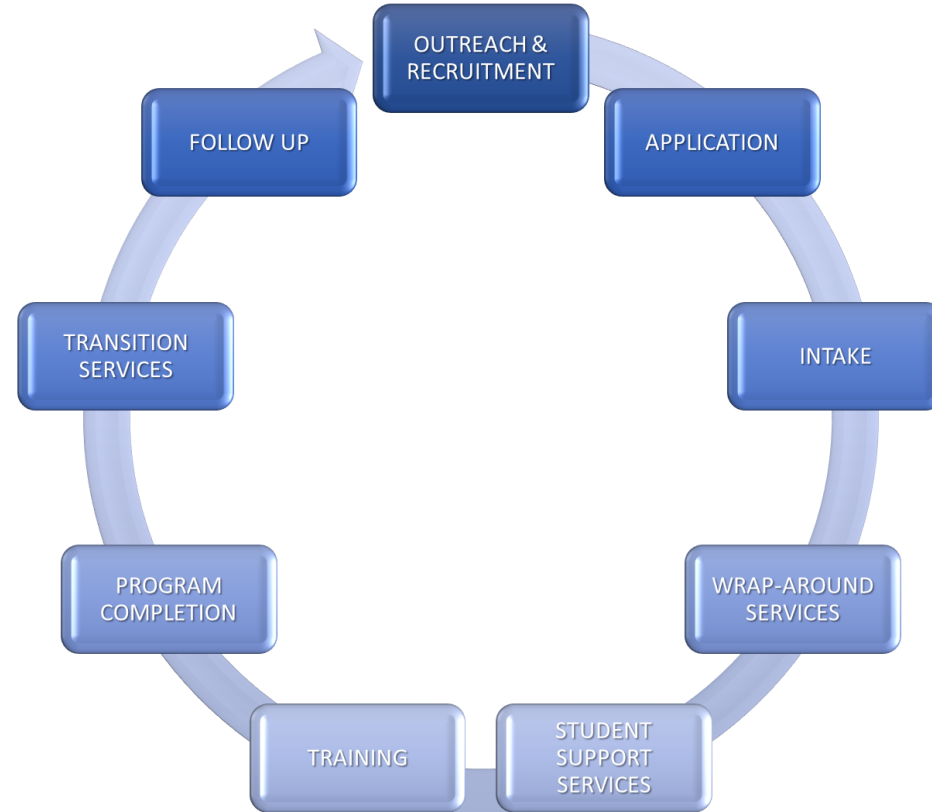 OUTREACH &
RECRUITMENT
APPLICATION
INTAKE
WRAP-AROUND
SERVICES
STUDENT
SUPPORT
SERVICES
TRAINING
PROGRAM
COMPLETION
TRANSITION
SERVICES
FOLLOW UP